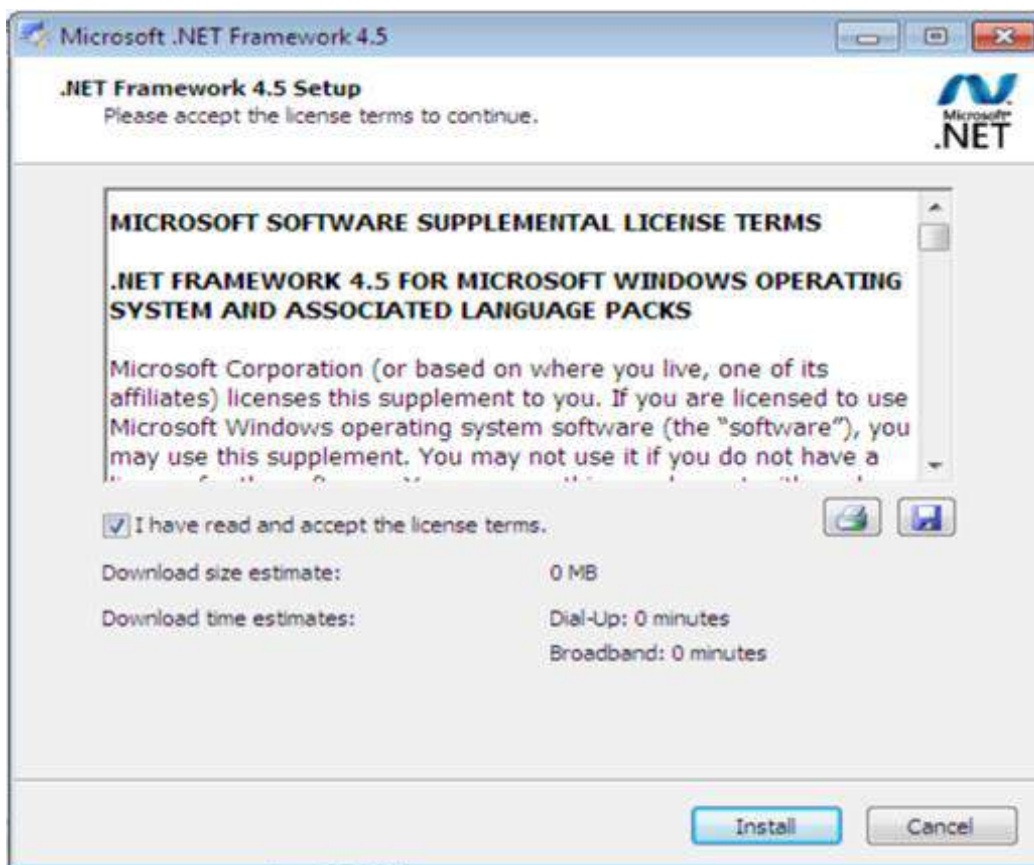 Microsoft .NET Framework 4.5
.NET Framework 4.5 Setup
Please accept the license terms to continue.
Microsoft
.NET
MICROSOFT SOFTWARE SUPPLEMENTAL LICENSE TERMS
.NET FRAMEWORK 4.5 FOR MICROSOFT WINDOWS OPERATING
SYSTEM AND ASSOCIATED LANGUAGE PACKS
Microsoft Corporation (or based on where you live, one of its
affiliates) licenses this supplement to you. If you are licensed to use
Microsoft Windows operating system software (the “software”), you
may use this supplement. You may not use it if you do not have a
I have read and accept the license terms.
Download size estimate: 0 MB
Download time estimates: Dial-Up: 0 minutes
Broadband: 0 minutes
Install Cancel